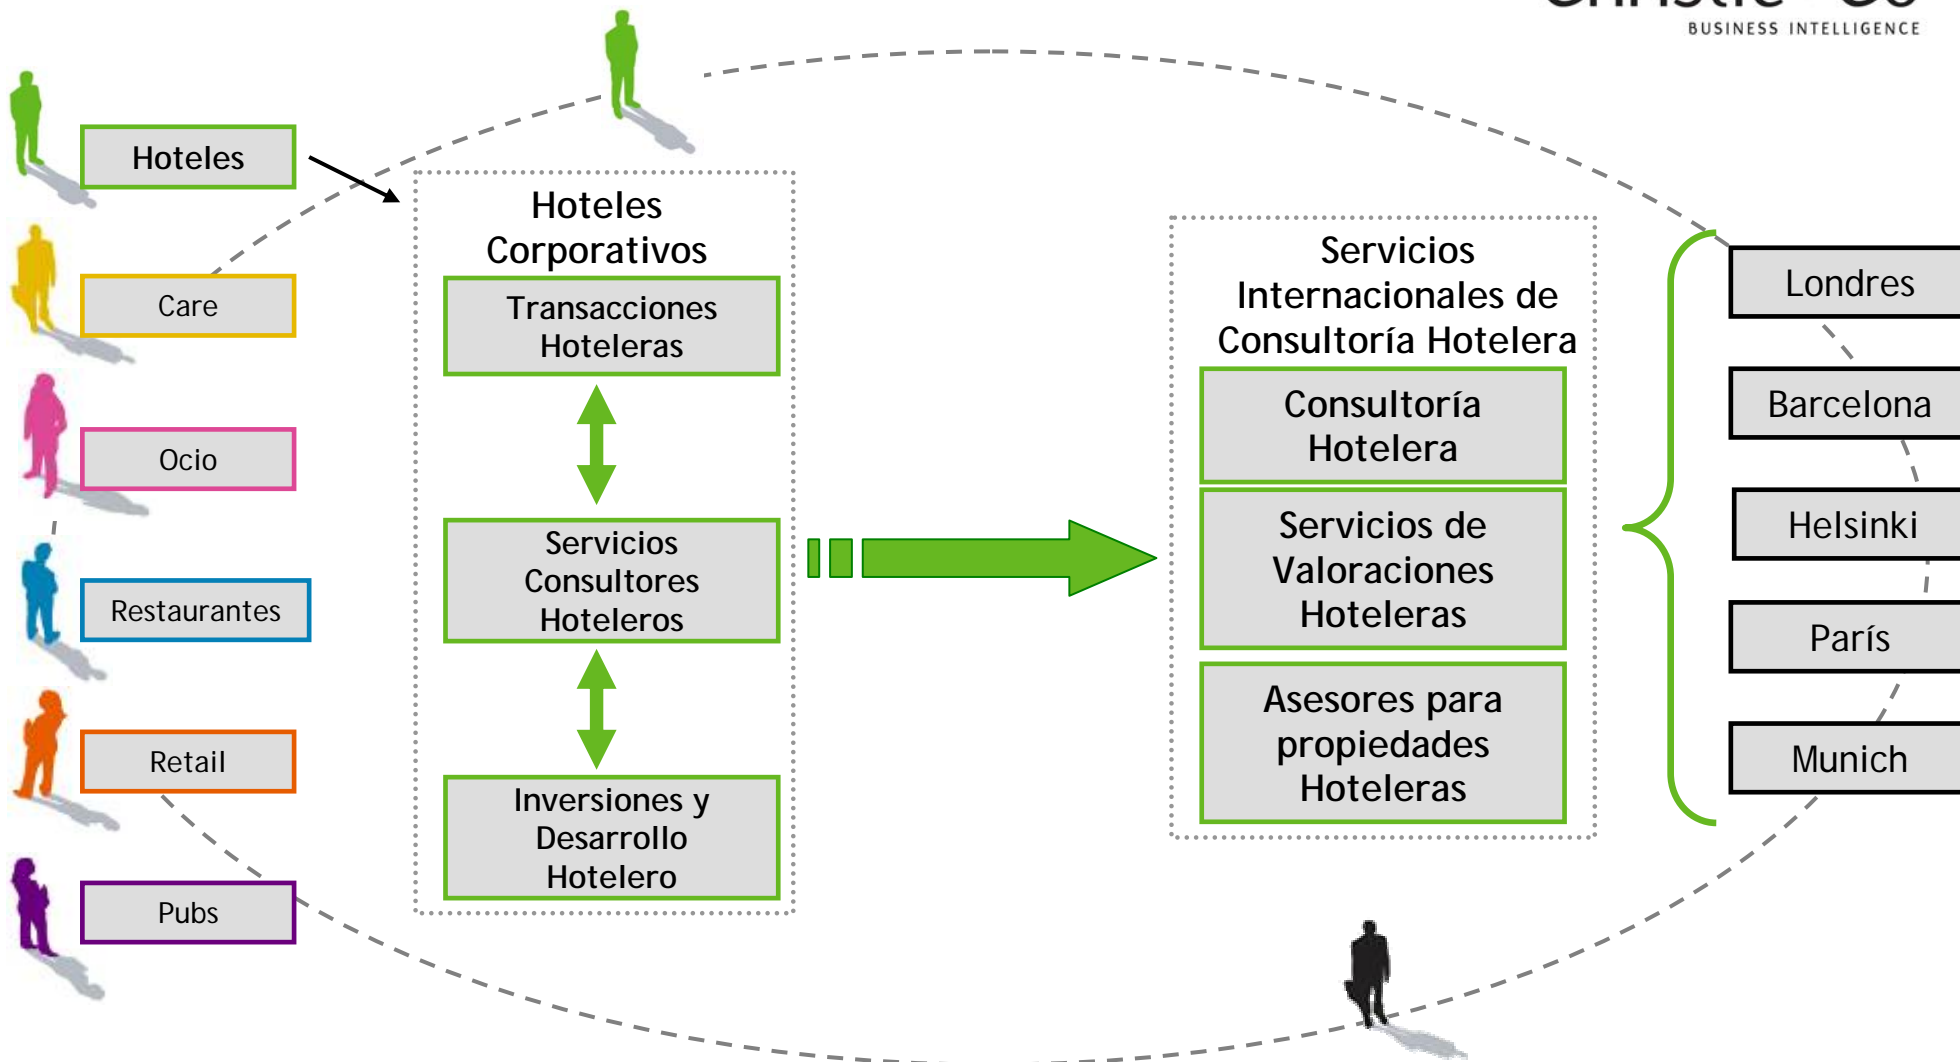 BUSINESS INTELLIGENCE
Hoteles
Care
Ocio
Restaurantes
Retail
Pubs
Hoteles
Corporativos
Transacciones
Hoteleras
Servicios
Consultores
Hoteleros
Inversiones y
Desarrollo
Hotelero
Servicios
Internacionales de
Consultoría Hotelera
Consultoría
Hotelera
Servicios de
Valoraciones
Hoteleras
Asesores para
propiedades
Hoteleras
Londres
Barcelona
Helsinki
París
Munich